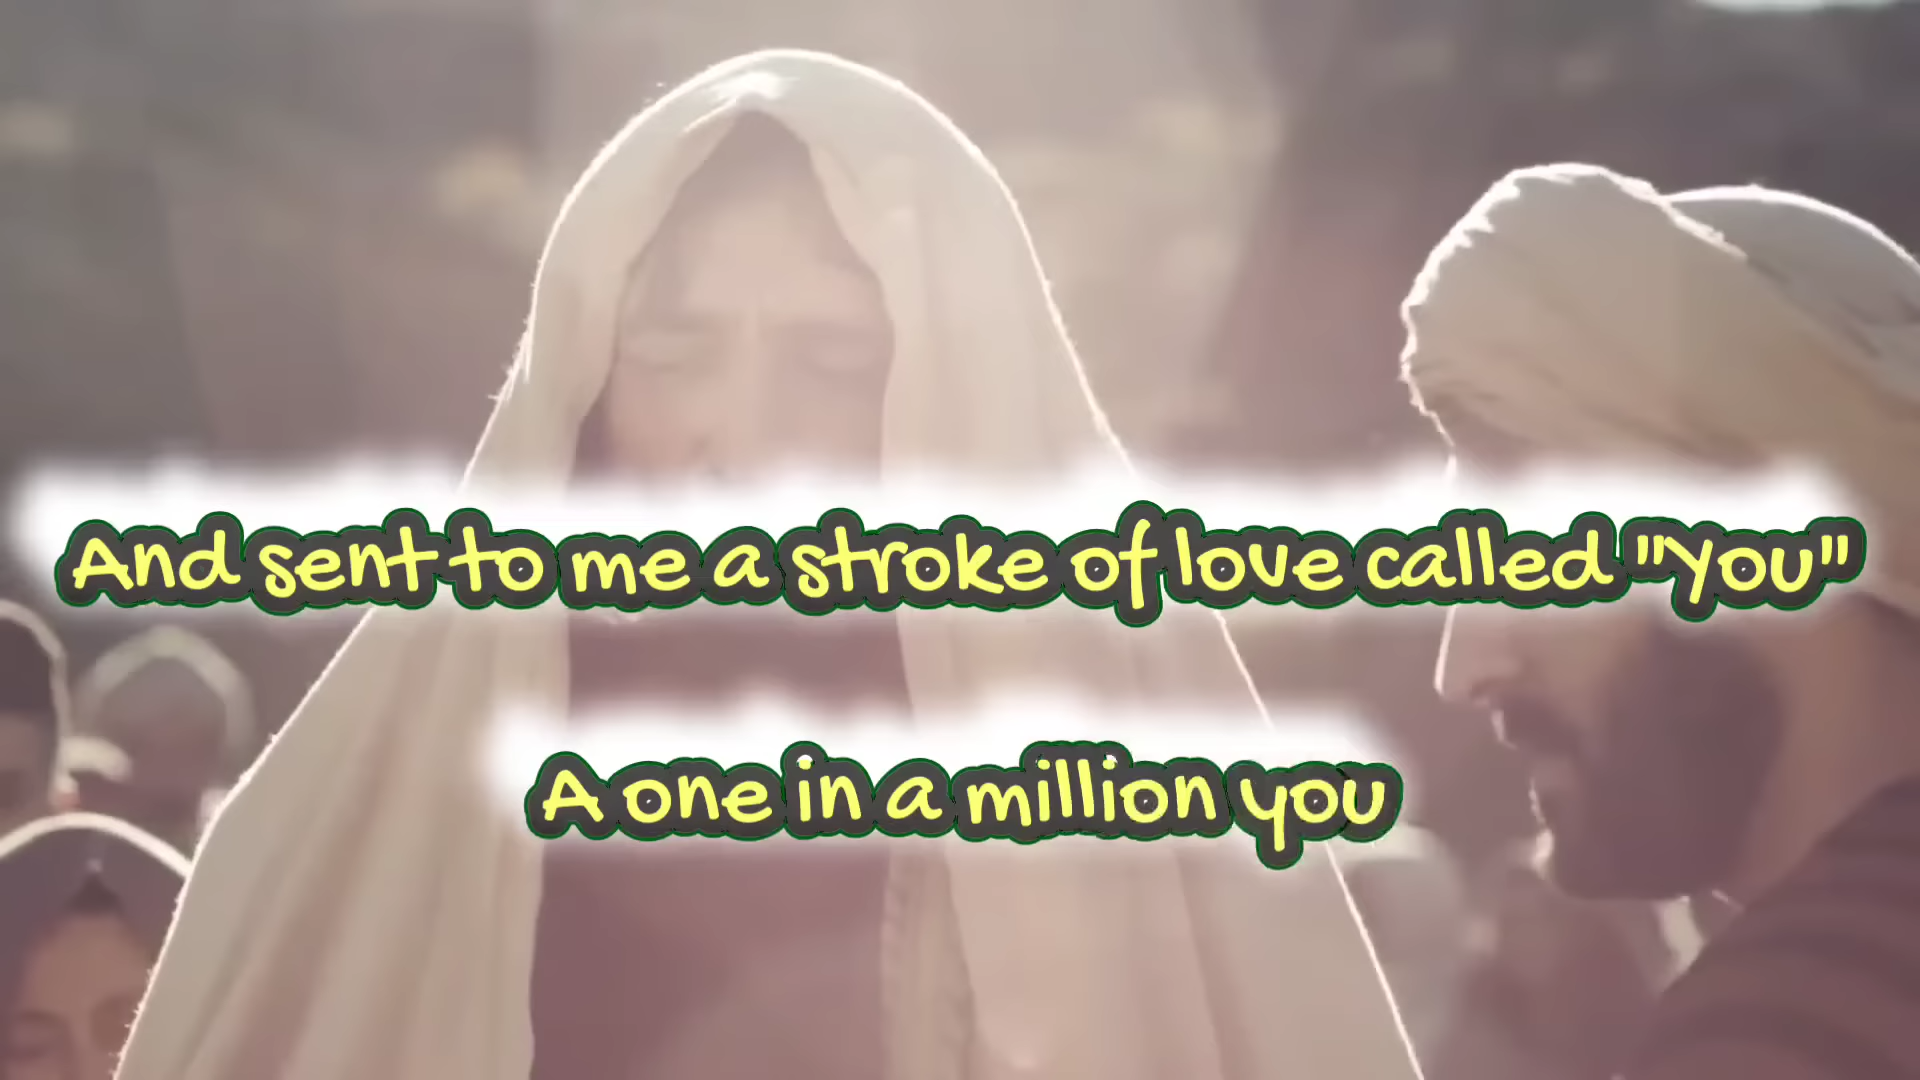 And sent to me a stroke of love called "You"
A one in a million you